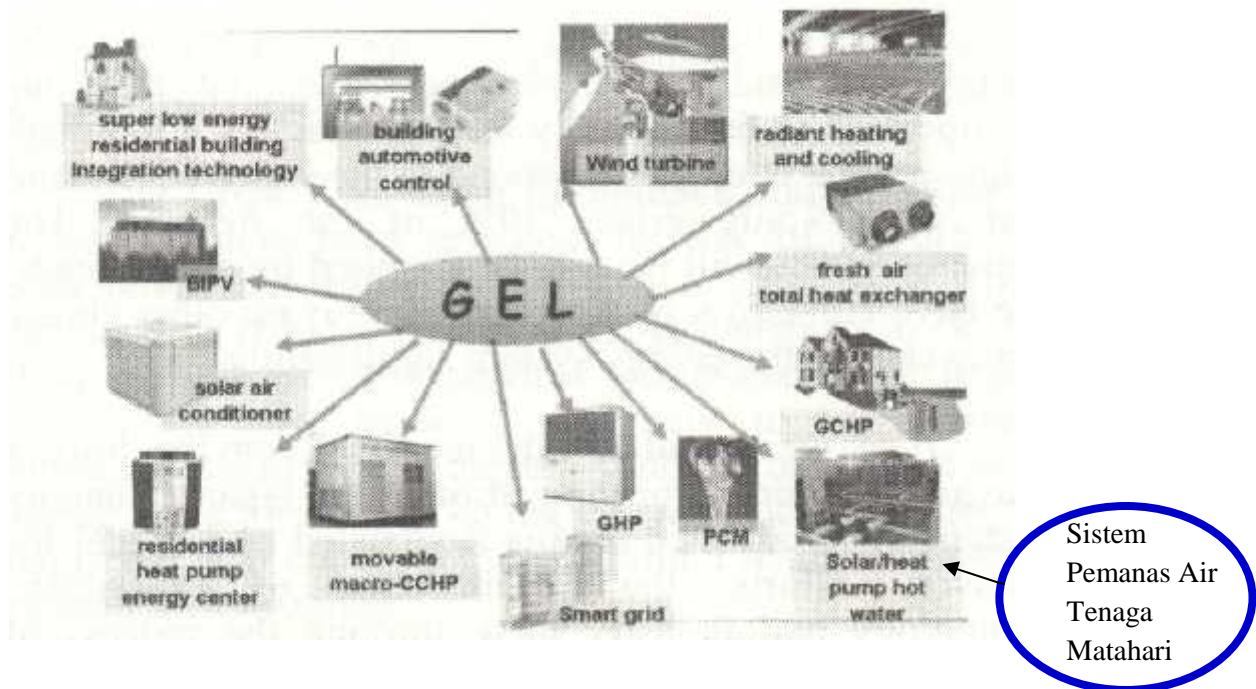 super low energy
residential building
integration technology
building
automotive
control
Wind turbine
radiant heating
and cooling
BIPV
G E L
fresh air
total heat exchanger
solar air
conditioner
GCHP
residential
heat pump
energy center
movable
macro-CCHP
Smart grid
GHP
PCM
Solar/heat
pump hot
water
Sistem
Pemanas Air
Tenaga
Matahari